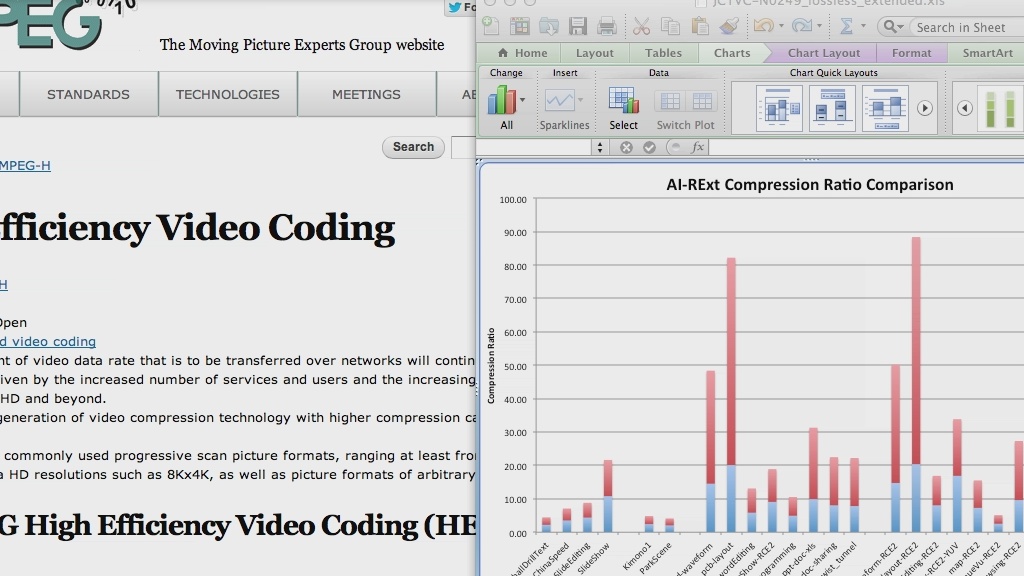 PEG
The Moving Picture Experts Group website
STANDARDS
TECHNOLOGIES
MEETINGS
Search
MPEG-H
fficiency Video Coding
H
Open
d video coding
nt of video data rate that is to be transferred over networks will contin
iven by the increased number of services and users and the increasing
HD and beyond.
generation of video compression technology with higher compression ca
commonly used progressive scan picture formats, ranging at least fro
a HD resolutions such as 8Kx4K, as well as picture formats of arbitrary
G High Efficiency Video Coding (HE
JCTVC-N0249_lossless_extended.xls
Search in Sheet
Home Layout Tables Charts Chart Layout Format SmartArt
Change Insert Data Chart Quick Layouts
All Sparklines Select Switch Plot
fx
AI-RExt Compression Ratio Comparison
Compression Ratio
100.00
90.00
80.00
70.00
60.00
50.00
40.00
30.00
20.00
10.00
0.00
ChinaSpeed
SlideEditing
SlideShow
Kimono1
ParkScene
d-waveform
pcb-layout
wordEditing
Show-RCE2
ogramming
ppt-doc-xls
doc-sharing
wist_tunnel
form-RCE2
layout-RCE2
diting-RCE2
-RCE2-YUV
map-RCE2
ueVu-RCE2
wsing-RCE2